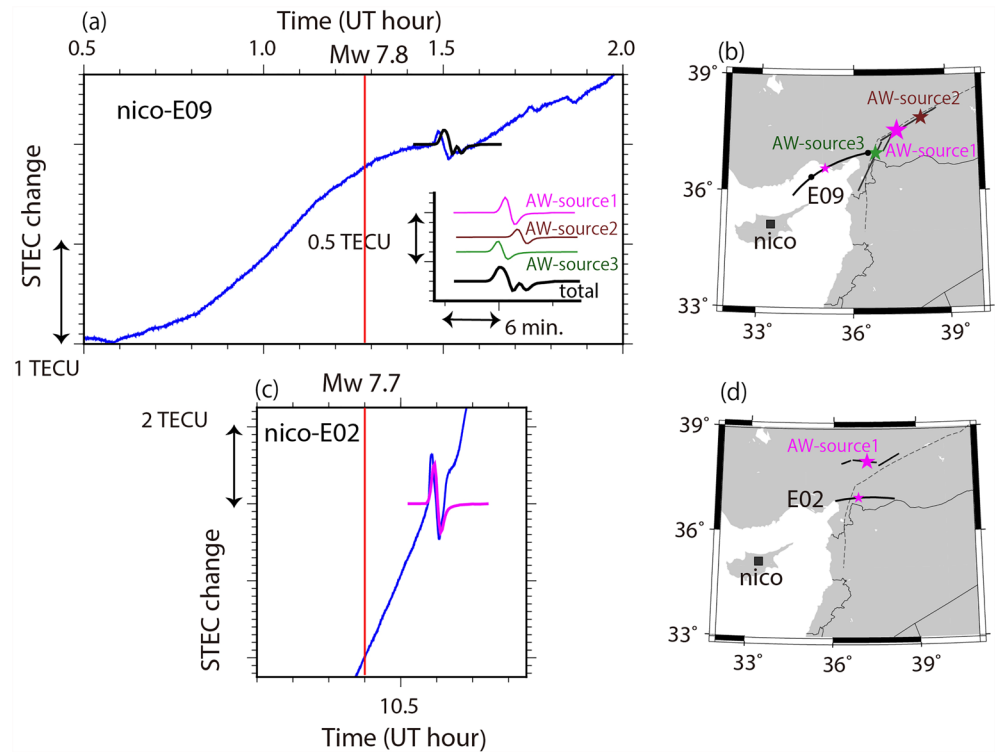 (a)
Time (UT hour)
0.5 1.0 1.5 2.0
Mw 7.8
nico-E09
STEC change
1 TECU
0.5 TECU
AW-source1
AW-source2
AW-source3
total
6 min.
(b)
39°
36°
33°
AW-source2
AW-source3
AW-source1
E09
nico
33° 36° 39°
(c)
Mw 7.7
2 TECU
nico-E02
STEC change
10.5
Time (UT hour)
(d)
39°
36°
33°
AW-source1
E02
nico
33° 36° 39°